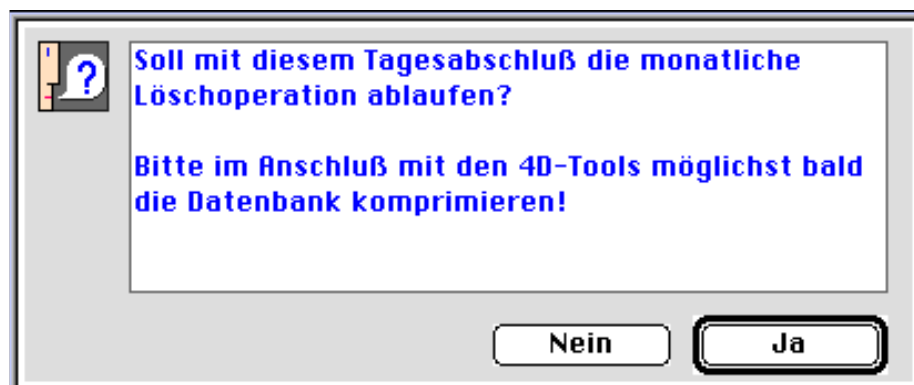 ?
Soll mit diesem Tagesabschluß die monatliche
Löschoperation ablaufen?
Bitte im Anschluß mit den 4D-Tools möglichst bald
die Datenbank komprimieren!
Nein
Ja